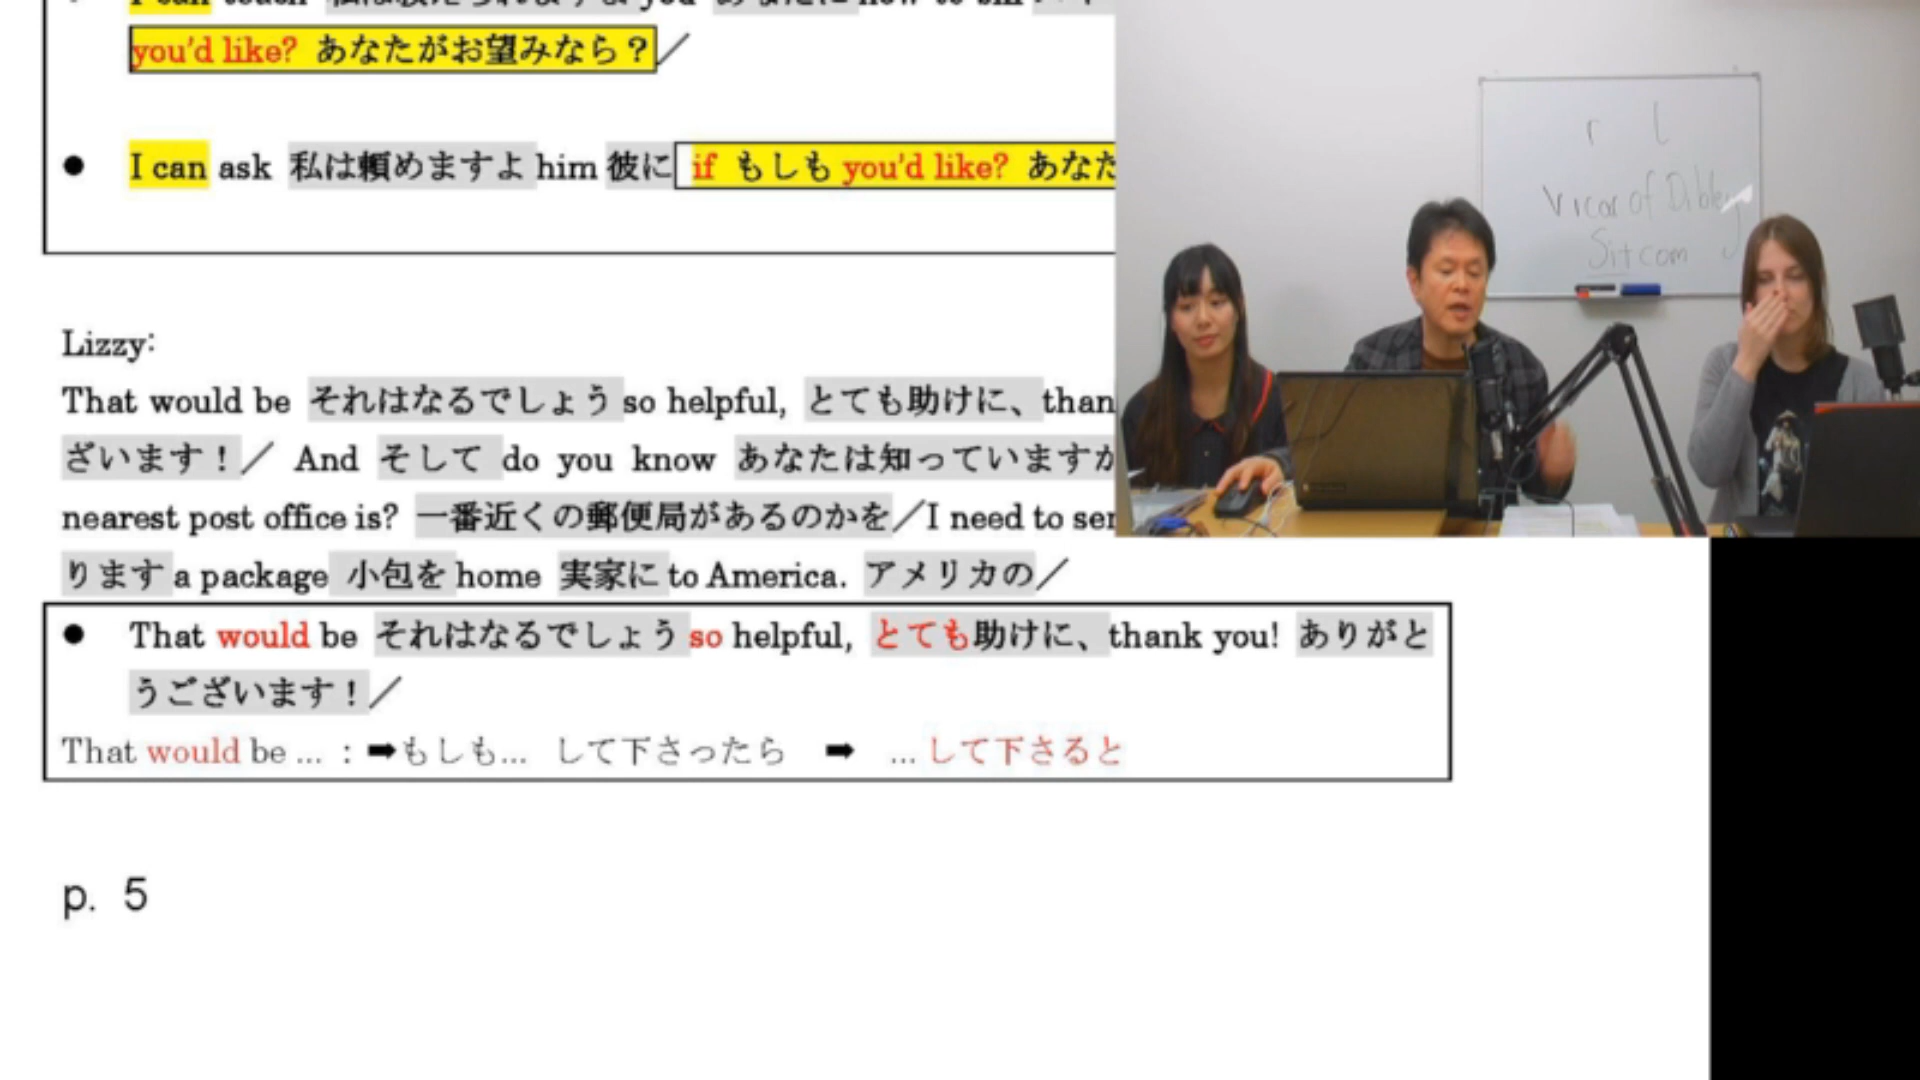 I can teach you how to
you'd like? あなたがお望みなら？／
● I can ask 私は頼めますよ him 彼に if もしも you'd like? あなた
Lizzy:
That would be それはなるでしょう so helpful, とても助けに、than
ざいます！／ And そして do you know あなたは知っていますか
nearest post office is? 一番近くの郵便局があるのかを／I need to sen
ります a package 小包を home 実家に to America. アメリカの／
● That would be それはなるでしょう so helpful, とても助けに、thank you! ありがと
うございます！／
That would be ... : ➡もしも... して下さったら ➡ ... して下さると
p. 5
r l
Vicar of Dibley
Sitcom